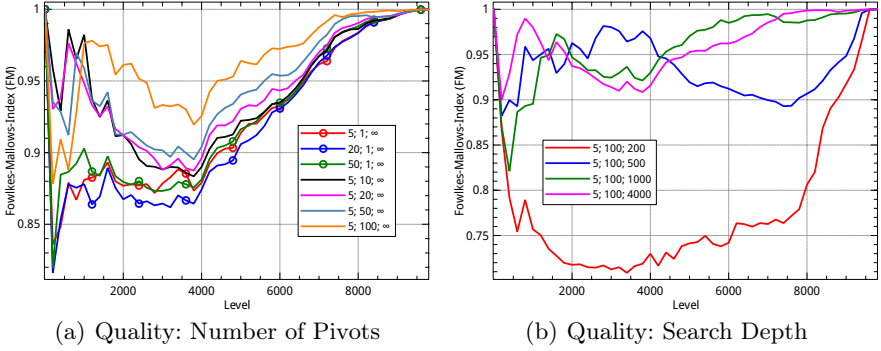 1
0.95
0.9
0.85
Fowlkes-Mallows-Index (FM)
2000 4000 6000 8000
Level
5; 1; ∞
20; 1; ∞
50; 1; ∞
5; 10; ∞
5; 20; ∞
5; 50; ∞
5; 100; ∞
(a) Quality: Number of Pivots
1
0.95
0.9
0.85
0.8
0.75
Fowlkes-Mallows-Index (FM)
2000 4000 6000 8000
Level
5; 100; 200
5; 100; 500
5; 100; 1000
5; 100; 4000
(b) Quality: Search Depth